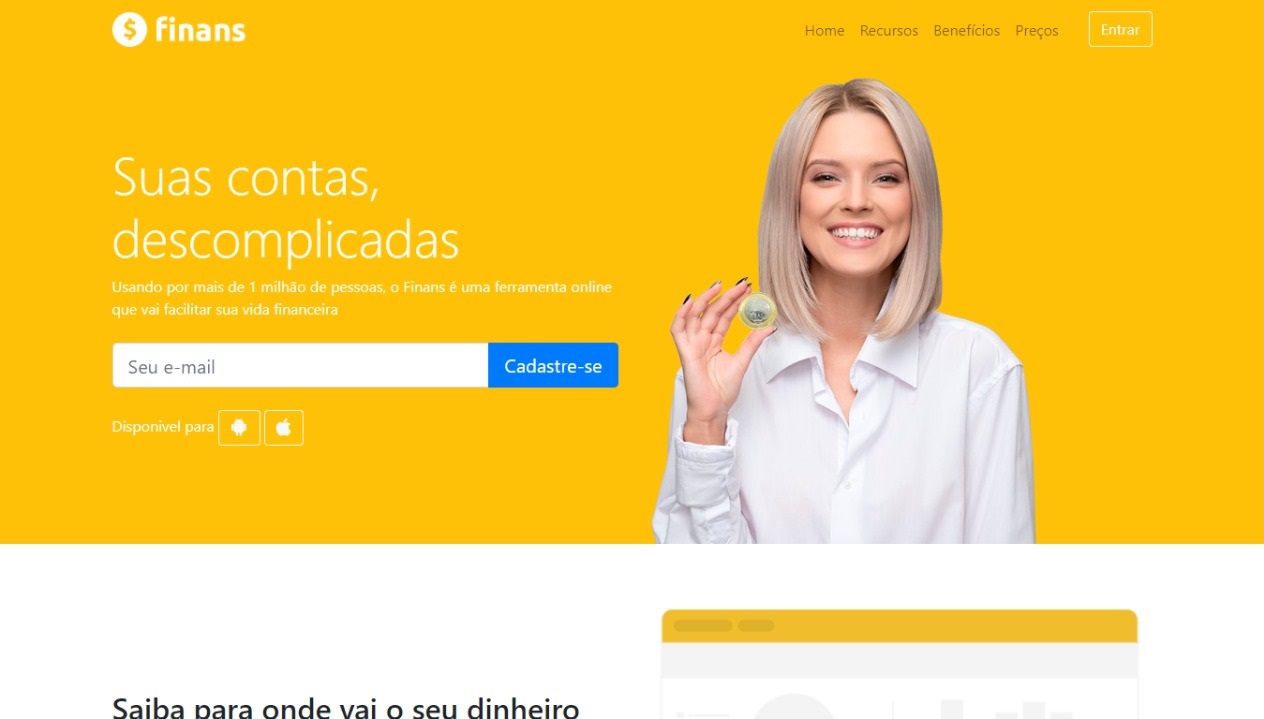 finans
Home Recursos Benefícios Preços Entrar
Suas contas,
descomplicadas
Usando por mais de 1 milhão de pessoas, o Finans é uma ferramenta online
que vai facilitar sua vida financeira
Seu e-mail Cadastre-se
Disponivel para
Saiba para onde vai o seu dinheiro